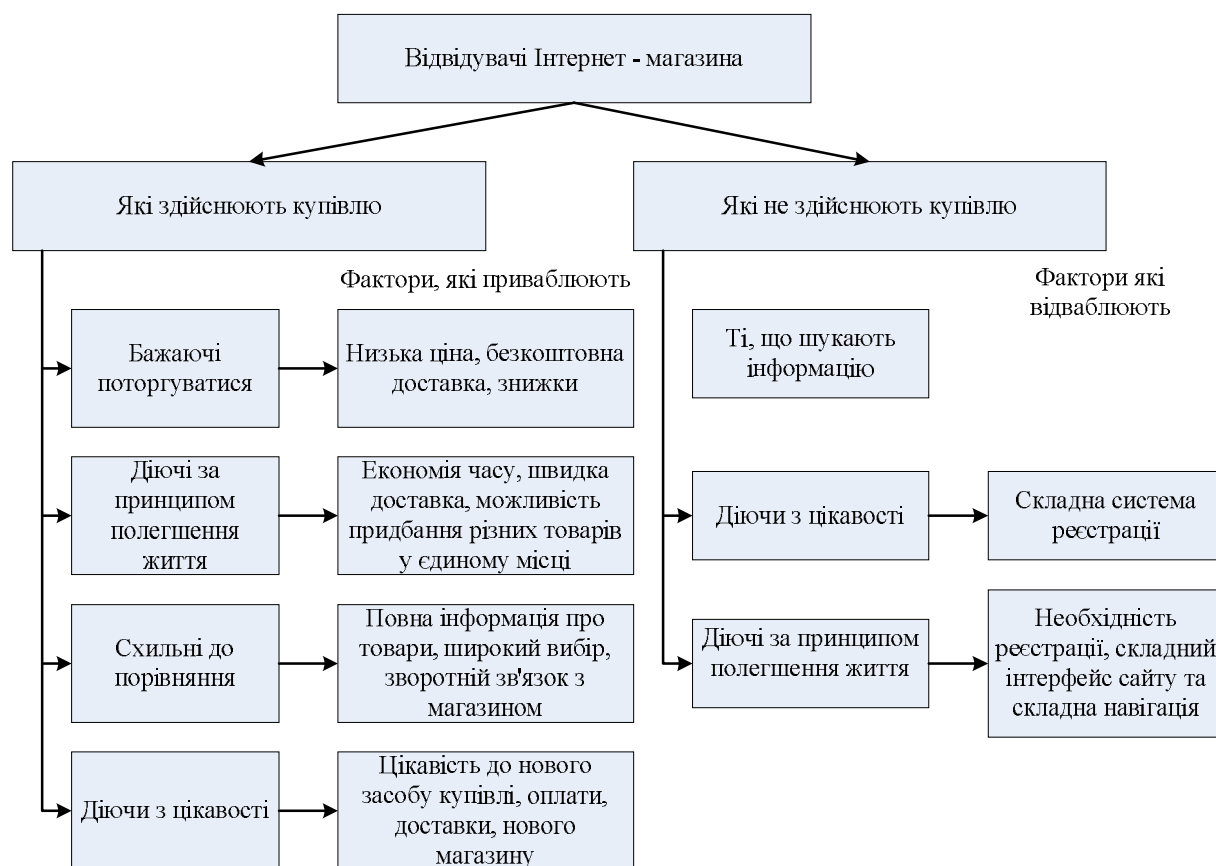 Відвідувачі Інтернет - магазина
Які здійснюють купівлю
Які не здійснюють купівлю
Фактори, які приваблюють
Фактори які
відваблюють
Бажаючі
поторгуватися
Низька ціна, безкоштовна
доставка, знижки
Ті, що шукають
інформацію
Діючі за
принципом
полегшення
життя
Економія часу, швидка
доставка, можливість
придбання різних товарів
у єдиному місці
Діючи з цікавості
Складна система
реєстрації
Схильні до
порівняння
Повна інформація про
товари, широкий вибір,
зворотній зв'язок з
магазином
Діючі за принципом
полегшення життя
Необхідність
реєстрації, складний
інтерфейс сайту та
складна навігація
Діючи з цікавості
Цікавість до нового
засобу купівлі, оплати,
доставки, нового
магазину